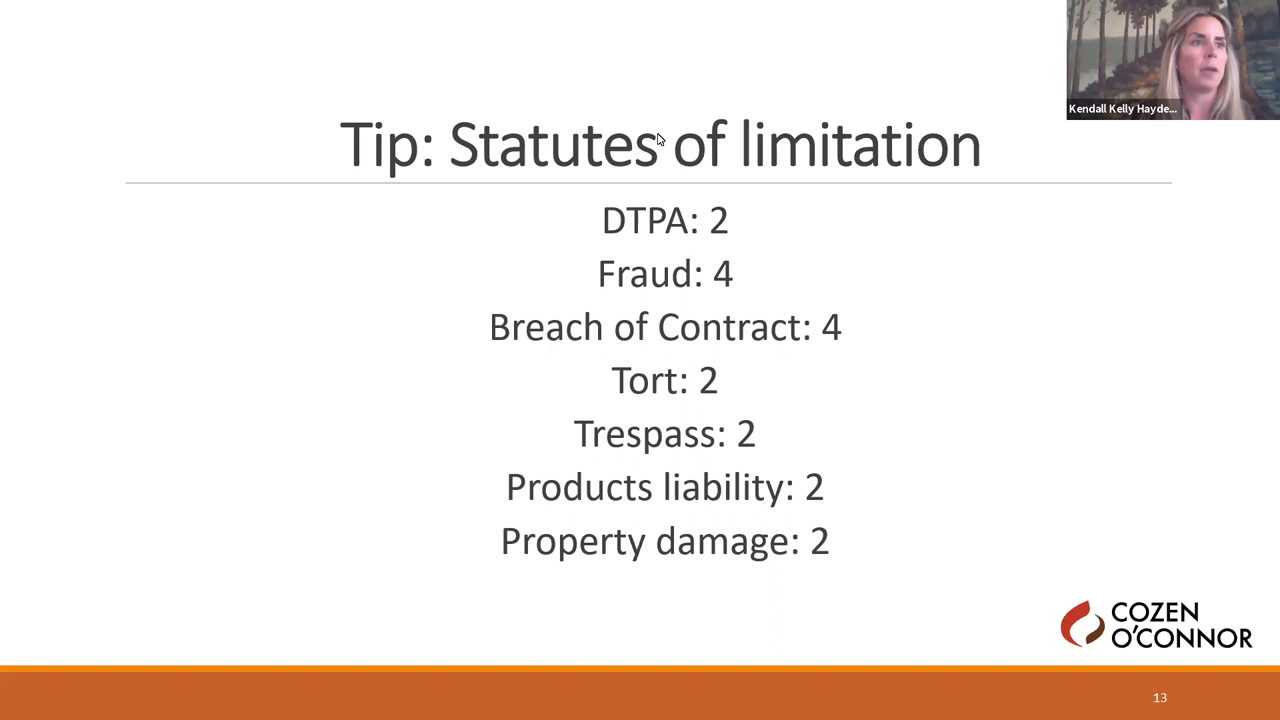 Kendall Kelly Hayde...
Tip: Statutes of limitation
DTPA: 2
Fraud: 4
Breach of Contract: 4
Tort: 2
Trespass: 2
Products liability: 2
Property damage: 2
COZEN
O'CONNOR
13